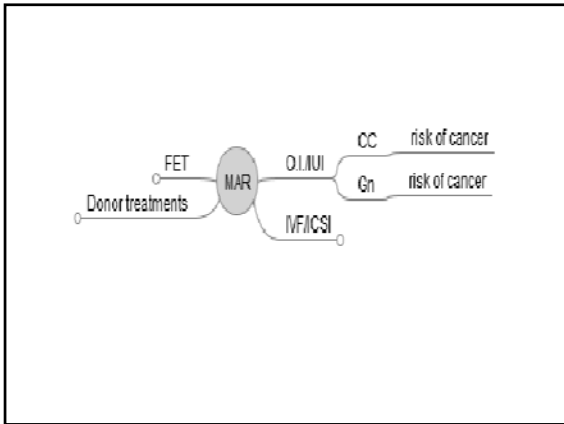 CC
risk of cancer
FET
O.I./IUI
MAR
Gn
risk of cancer
Donor treatments
IVF/ICSI